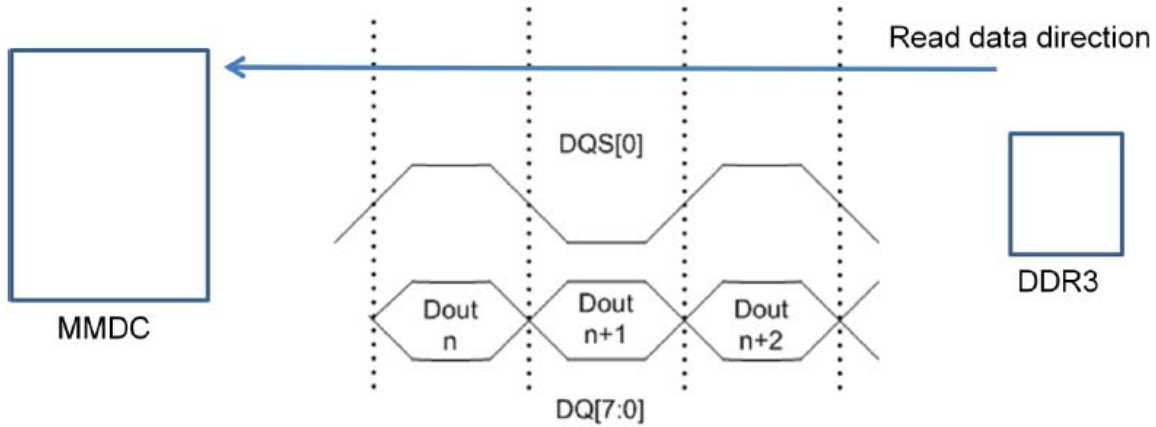 Read data direction
DQS[0]
DDR3
Dout
n
Dout
n+1
Dout
n+2
MMDC
DQ[7:0]